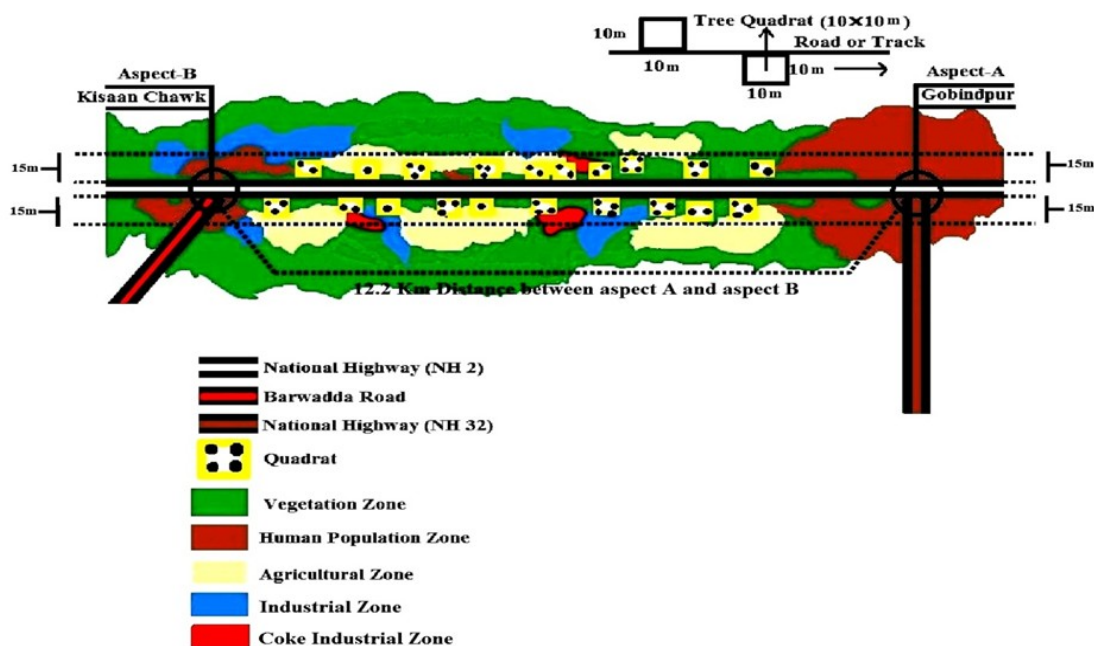 Tree Quadrat (10×10m)
10m
Road or Track
10m
10m
10m
Aspect-B
Kisaan Chawk
Aspect-A
Gobindpur
15m
15m
15m
15m
12.2 Km Distance between aspect A and aspect B
National Highway (NH 2)
Barwadda Road
National Highway (NH 32)
Quadrat
Vegetation Zone
Human Population Zone
Agricultural Zone
Industrial Zone
Coke Industrial Zone